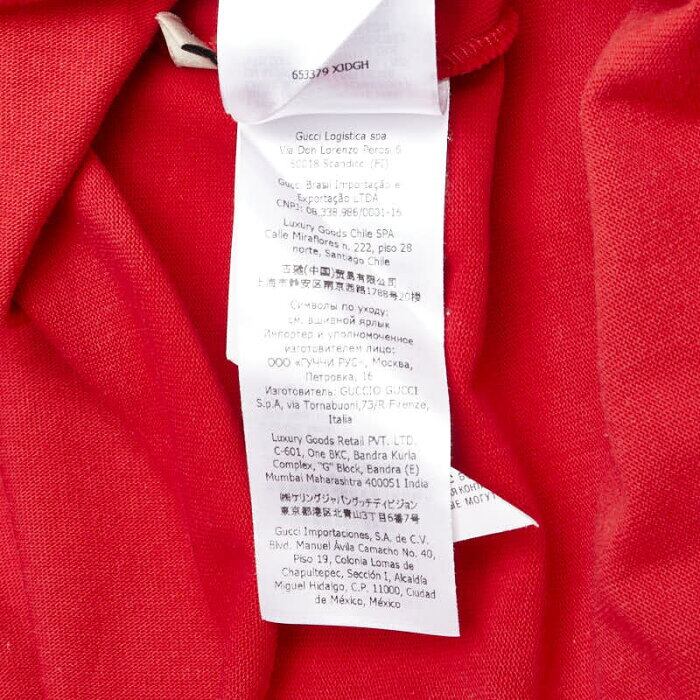 653379 XJDGH
Gucci Logistica spa
Via Don Lorenzo Perosi 6
50018 Scandicci (FI)
Gucci Brasil Importação e
Exportação LTDA
CNPJ: 06.338.986/0031-16
Luxury Goods Chile SPA
Calle Miraflores n. 222, piso 28
norte, Santiago Chile
古驰(中国)贸易有限公司
上海市静安区南京西路1788号20楼
Символы по уходу:
см. вшивной ярлык
Импортер и уполномоченное
изготовителем лицо:
ООО «ГУЧЧИ РУС», Москва,
Петровка, 16
Изготовитель: GUCCIO GUCCI
S.p.A, via Tornabuoni,73/R Firenze,
Italia
Luxury Goods Retail PVT. LTD.
C-601, One BKC, Bandra Kurla
Complex, "G" Block, Bandra (E)
Mumbai Maharashtra 400051 India
㈱ケリングジャパングッチディビジョン
東京都港区北青山3丁目6番7号
Gucci Importaciones, S.A. de C.V.
Blvd. Manuel Ávila Camacho No. 40,
Piso 19, Colonia Lomas de
Chapultepec, Sección I, Alcaldía
Miguel Hidalgo, C.P. 11000, Ciudad
de México, México